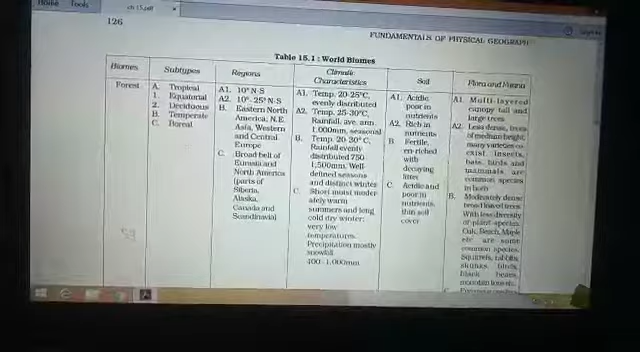 Home Tools
ch 15.pdf
126
FUNDAMENTALS OF PHYSICAL GEOGRAPHY
Table 15.1 : World Biomes
Biomes
Subtypes
Regions
Climatic
Characteristics
Soil
Flora and Fauna
Forest
A. Tropical
1. Equatorial
2. Deciduous
B. Temperate
C. Boreal
A1. 10° N-S
A2. 10°-25° N-S
B. Eastern North
America, N.E.
Asia, Western
and Central
Europe
C. Broad belt of
Eurasia and
North America
(parts of
Siberia,
Alaska,
Canada and
Scandinavia)
A1. Temp. 20-25°C,
evenly distributed
A2. Temp. 25-30°C,
Rainfall, ave. ann.
1,000mm, seasonal
B. Temp. 20-30° C,
Rainfall evenly
distributed 750-
1,500mm, Well-
defined seasons
and distinct winter
C. Short moist moder
ately warm
summers and long
cold dry winter;
very low
temperatures.
Precipitation mostly
snowfall
400 - 1,000mm
A1. Acidic,
poor in
nutrients
A2. Rich in
nutrients
B. Fertile,
en-riched
with
decaying
litter
C. Acidic and
poor in
nutrients,
thin soil
cover
A1. Multi-layered
canopy tall and
large trees
A2. Less dense, trees
of medium height;
many varieties co-
exist. Insects,
bats, birds and
mammals are
common species
in both
B. Moderately dense
broad leaved trees.
With less diversity
of plant species.
Oak, Beach, Maple
etc. are some
common species.
Squirrels, rabbits,
skunks, birds,
black bears,
mountain lions etc.
C. Evergreen